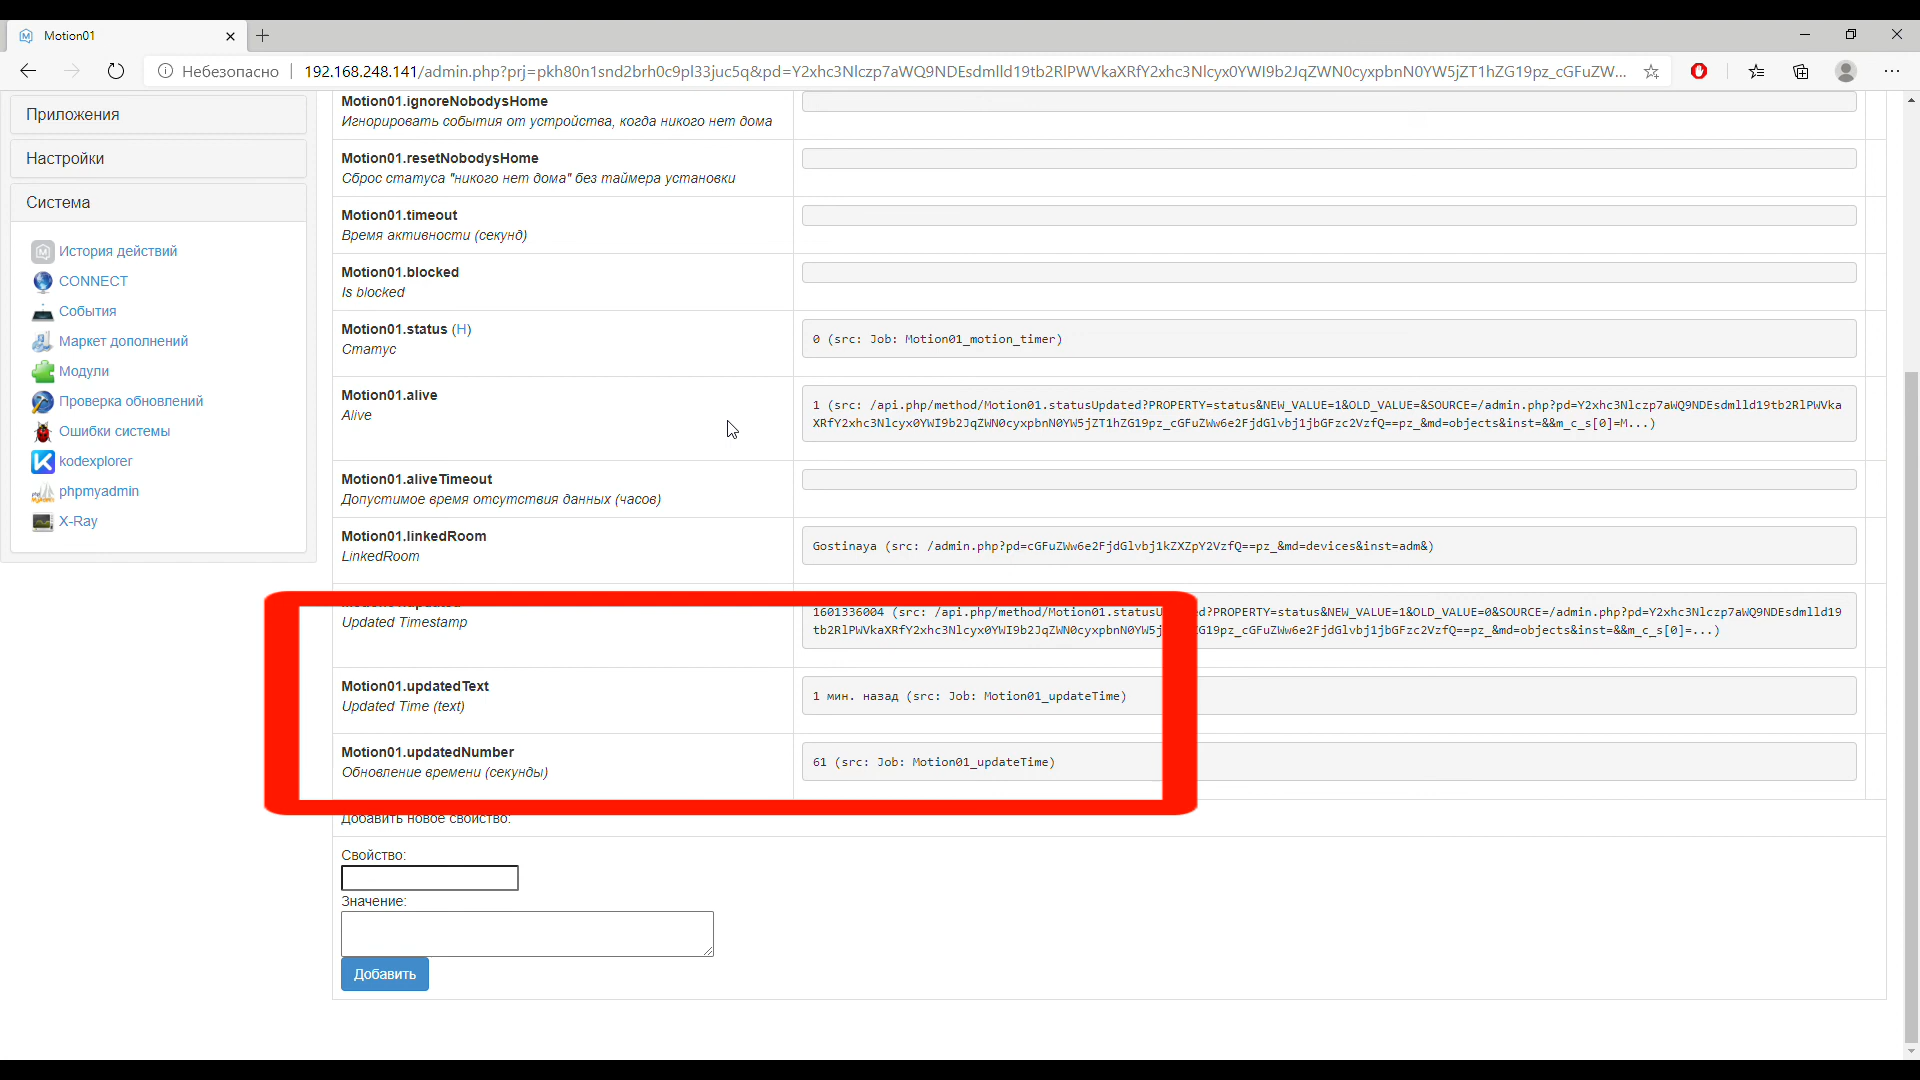 Motion01
Небезопасно
192.168.248.141/admin.php?prj=pkh80n1snd2brh0c9pl33juc5q&pd=Y2xhc3Nlczp7aWQ9NDEsdmlld19tb2RlPWVkaXRfY2xhc3Nlcyx0YWI9b2JqZWN0cyxpbnN0YW5jZT1hZG19pz_cGFuZW...
Приложения
Настройки
Система
История действий
CONNECT
События
Маркет дополнений
Модули
Проверка обновлений
Ошибки системы
kodexplorer
phpmyadmin
X-Ray
Motion01.ignoreNobodysHome
Игнорировать события от устройства, когда никого нет дома
Motion01.resetNobodysHome
Сброс статуса "никого нет дома" без таймера установки
Motion01.timeout
Время активности (секунд)
Motion01.blocked
Is blocked
Motion01.status (H)
Статус
0 (src: Job: Motion01_motion_timer)
Motion01.alive
Alive
1 (src: /api.php/method/Motion01.statusUpdated?PROPERTY=status&NEW_VALUE=1&OLD_VALUE=&SOURCE=/admin.php?pd=Y2xhc3Nlczp7aWQ9NDEsdmlld19tb2RlPWVka
XRfY2xhc3Nlcyx0YWI9b2JqZWN0cyxpbnN0YW5jZT1hZG19pz_cGFuZWw6e2FjdGlvbj1jbGFzc2VzfQ==pz_&md=objects&inst=&&m_c_s[0]=M...)
Motion01.aliveTimeout
Допустимое время отсутствия данных (часов)
Motion01.linkedRoom
LinkedRoom
Gostinaya (src: /admin.php?pd=cGFuZWw6e2FjdGlvbj1kZXZpY2VzfQ==pz_&md=devices&inst=adm&)
Updated Timestamp
1601336004 (src: /api.php/method/Motion01.statusU d?PROPERTY=status&NEW_VALUE=1&OLD_VALUE=0&SOURCE=/admin.php?pd=Y2xhc3Nlczp7aWQ9NDEsdmlld19
tb2RlPWVkaXRfY2xhc3Nlcyx0YWI9b2JqZWN0cyxpbnN0YW5j G19pz_cGFuZWw6e2FjdGlvbj1jbGFzc2VzfQ==pz_&md=objects&inst=&&m_c_s[0]=...)
Motion01.updatedText
Updated Time (text)
1 мин. назад (src: Job: Motion01_updateTime)
Motion01.updatedNumber
Обновление времени (секунды)
61 (src: Job: Motion01_updateTime)
Добавить новое свойство:
Свойство:
Значение:
Добавить